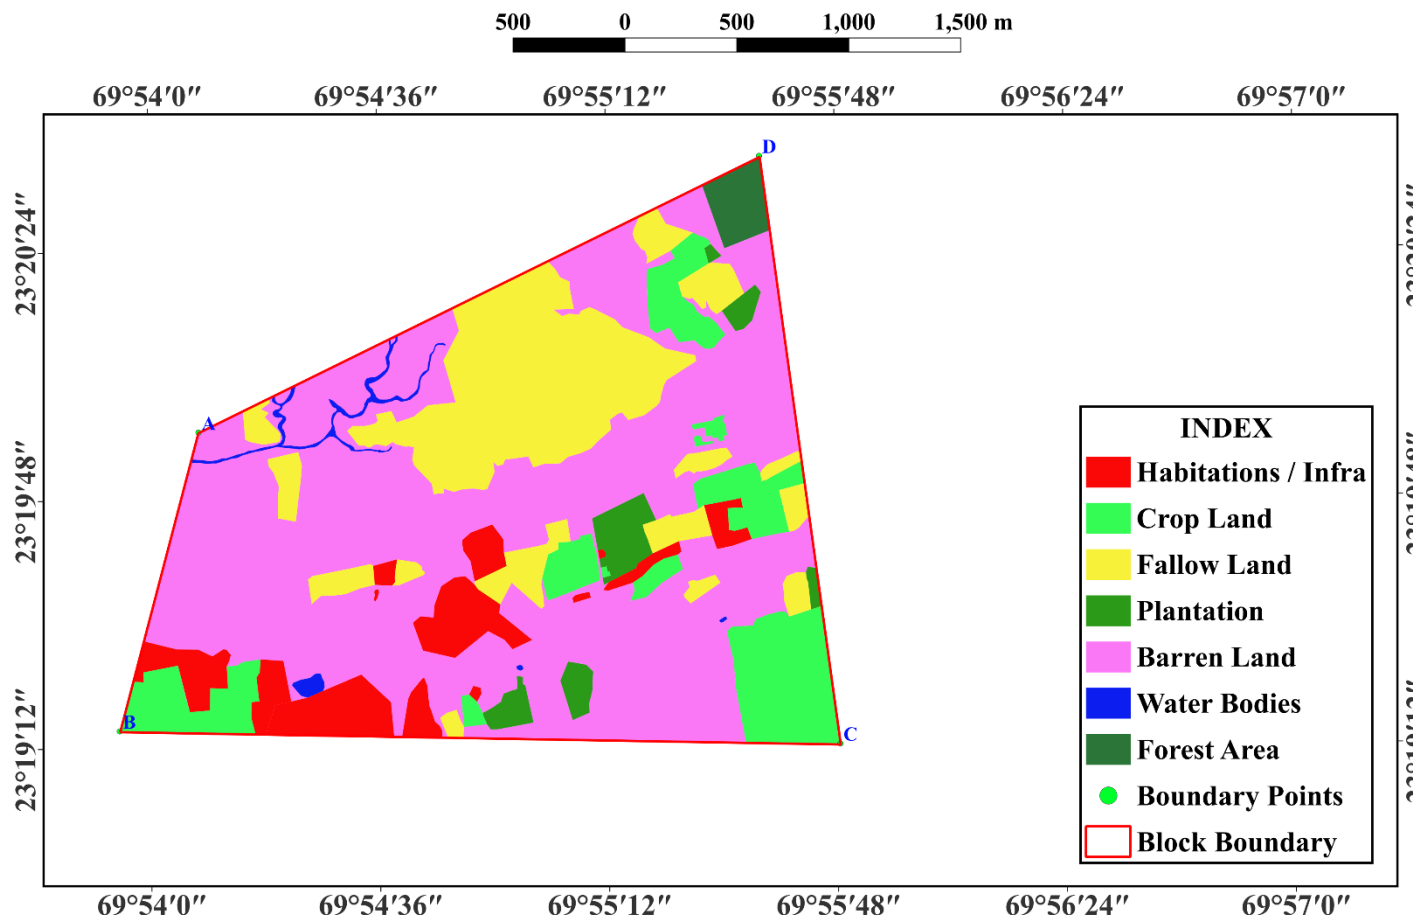 500 0 500 1,000 1,500 m
69°54′0″ 69°54′36″ 69°55′12″ 69°55′48″ 69°56′24″ 69°57′0″
D
23°20′24″
A
23°19′48″
INDEX
Habitations / Infra
Crop Land
Fallow Land
Plantation
Barren Land
Water Bodies
Forest Area
Boundary Points
Block Boundary
B
C
23°19′12″
69°54′0″ 69°54′36″ 69°55′12″ 69°55′48″ 69°56′24″ 69°57′0″